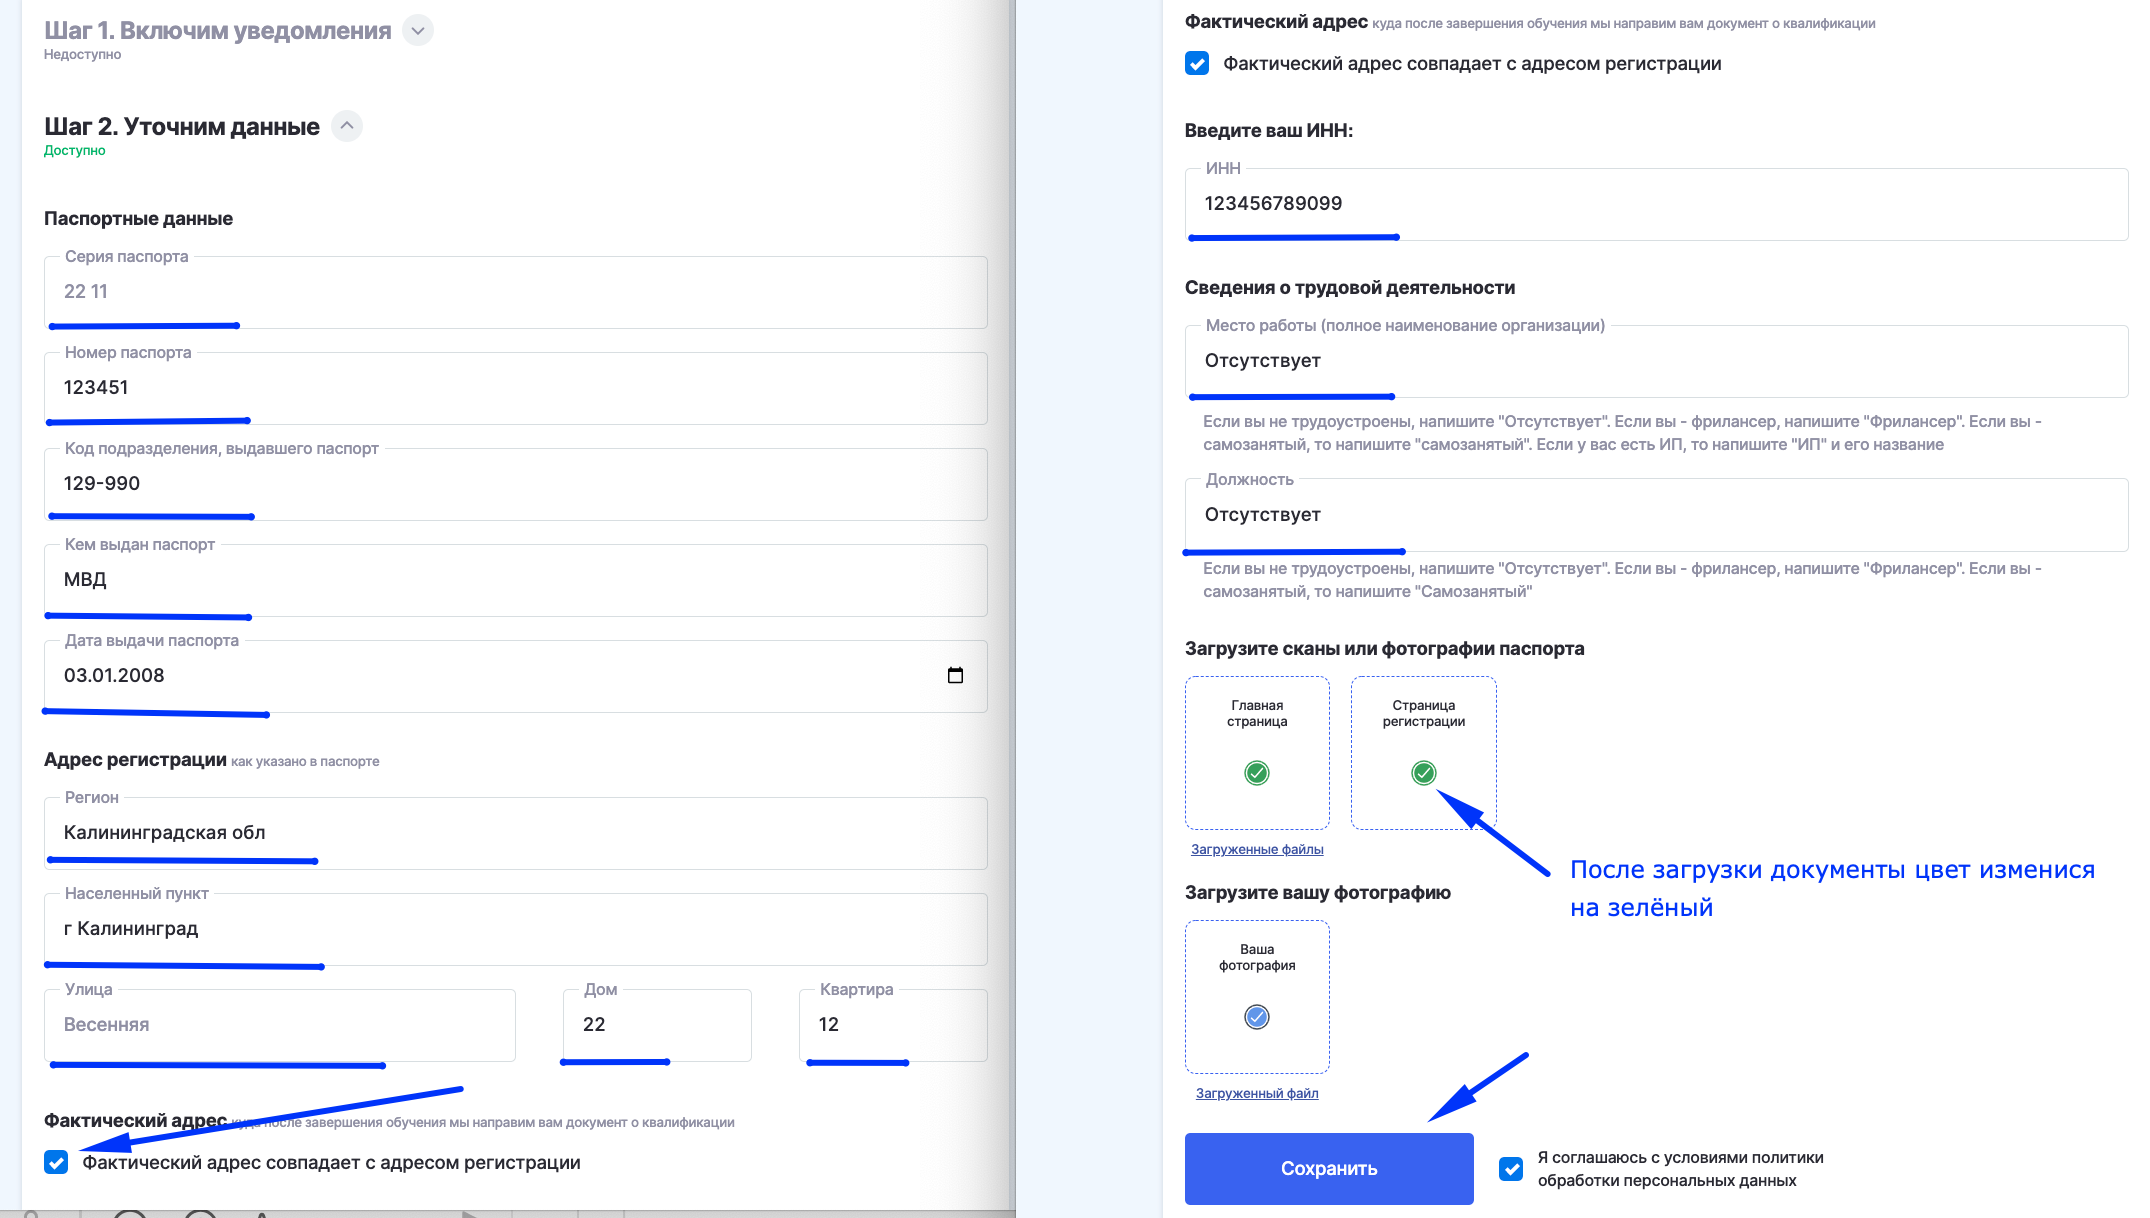 Шаг 1. Включим уведомления
Недоступно
Шаг 2. Уточним данные
Доступно
Паспортные данные
Серия паспорта
22 11
Номер паспорта
123451
Код подразделения, выдавшего паспорт
129-990
Кем выдан паспорт
МВД
Дата выдачи паспорта
03.01.2008
Адрес регистрации как указано в паспорте
Регион
Калининградская обл
Населенный пункт
г Калининград
Улица
Весенняя
Дом
22
Квартира
12
Фактический адрес куда после завершения обучения мы направим вам документ о квалификации
Фактический адрес совпадает с адресом регистрации
Фактический адрес куда после завершения обучения мы направим вам документ о квалификации
Фактический адрес совпадает с адресом регистрации
Введите ваш ИНН:
ИНН
123456789099
Сведения о трудовой деятельности
Место работы (полное наименование организации)
Отсутствует
Если вы не трудоустроены, напишите "Отсутствует". Если вы - фрилансер, напишите "Фрилансер". Если вы -
самозанятый, то напишите "самозанятый". Если у вас есть ИП, то напишите "ИП" и его название
Должность
Отсутствует
Если вы не трудоустроены, напишите "Отсутствует". Если вы - фрилансер, напишите "Фрилансер". Если вы -
самозанятый, то напишите "Самозанятый"
Загрузите сканы или фотографии паспорта
Главная
страница
Страница
регистрации
Загруженные файлы
После загрузки документы цвет изменися
на зелёный
Загрузите вашу фотографию
Ваша
фотография
Загруженный файл
Сохранить
Я соглашаюсь с условиями политики
обработки персональных данных